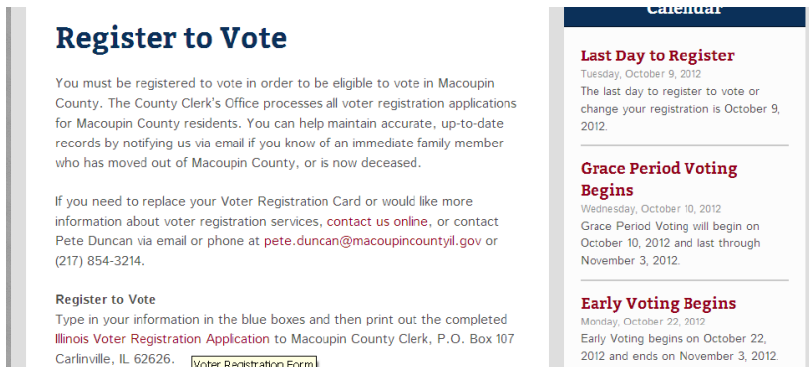 Register to Vote
You must be registered to vote in order to be eligible to vote in Macoupin
County. The County Clerk's Office processes all voter registration applications
for Macoupin County residents. You can help maintain accurate, up-to-date
records by notifying us via email if you know of an immediate family member
who has moved out of Macoupin County, or is now deceased.
If you need to replace your Voter Registration Card or would like more
information about voter registration services, contact us online, or contact
Pete Duncan via email or phone at pete.duncan@macoupincountyil.gov or
(217) 854-3214.
Register to Vote
Type in your information in the blue boxes and then print out the completed
Illinois Voter Registration Application to Macoupin County Clerk, P.O. Box 107
Carlinville, IL 62626.
Voter Registration Form
Calendar
Last Day to Register
Tuesday, October 9, 2012
The last day to register to vote or
change your registration is October 9,
2012.
Grace Period Voting
Begins
Wednesday, October 10, 2012
Grace Period Voting will begin on
October 10, 2012 and last through
November 3, 2012.
Early Voting Begins
Monday, October 22, 2012
Early Voting begins on October 22,
2012 and ends on November 3, 2012.